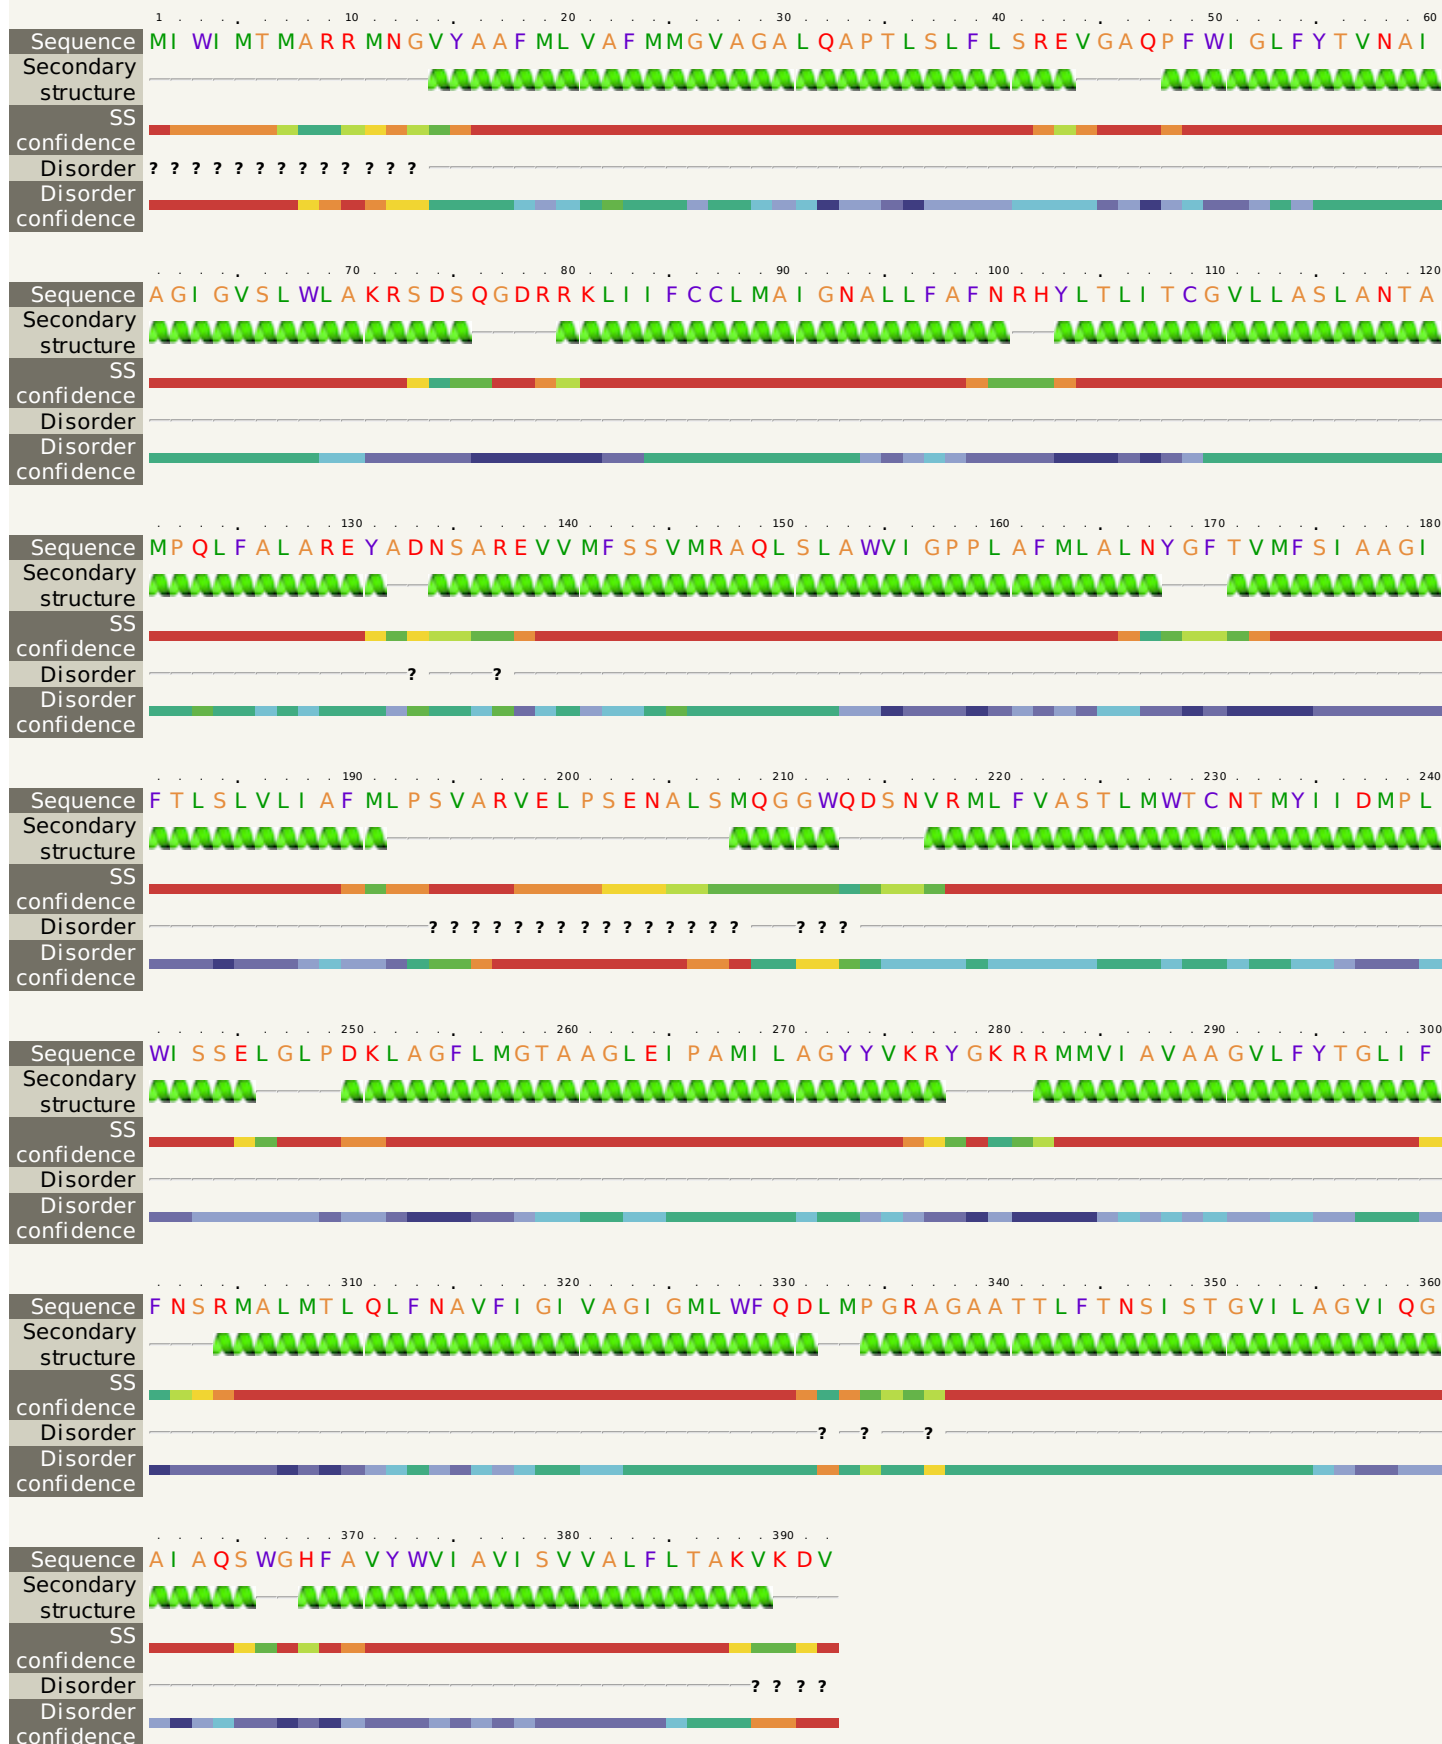 1 10 20 30 40 50 60
Sequence MIWIMTMARRMNGVYAAFMLVAFMMGVAGALQAPTLSLFLSREVGAQPFWIGLFYTVNAI
Secondary
structure
SS
confidence
Disorder ? ? ? ? ? ? ? ? ? ? ? ? ?
Disorder
confidence
70 80 90 100 110 120
Sequence AGIGVSLWLAKRSDSQGDRRKLIIFCCLMAIGNALLFAFNRHYLTLITCGVLLASLANTA
Secondary
structure
SS
confidence
Disorder
Disorder
confidence
130 140 150 160 170 180
Sequence MPQLFALAREYADNSAREVVMFSSVMRAQLSLAWVIGPPLAFMLALNYGFTVMFSIAAGI
Secondary
structure
SS
confidence
Disorder ? ?
Disorder
confidence
190 200 210 220 230 240
Sequence FTLSLVLIAFMLPSVARVELPSENALSMQGGWQDSNVRMLFVASTLMWTCNTMYIIDMPL
Secondary
structure
SS
confidence
Disorder ? ? ? ? ? ? ? ? ? ? ? ? ? ? ? ? ? ?
Disorder
confidence
250 260 270 280 290 300
Sequence WISSELGLPDKLAGFLMGTAAGLEIPAMILAGYYVKRYGKRRMMVIAVAAGVLFYTGLIF
Secondary
structure
SS
confidence
Disorder
Disorder
confidence
310 320 330 340 350 360
Sequence FNSRMALMTLQLFNAVFIGIVAGIGMLWFQDLMPGRAGAATTLFTNSISTGVILAGVIQG
Secondary
structure
SS
confidence
Disorder ? ? ?
Disorder
confidence
370 380 390
Sequence AIAQSWGHFAVYWVIAVISVVALFLTAKVKDV
Secondary
structure
SS
confidence
Disorder ? ? ? ?
Disorder
confidence